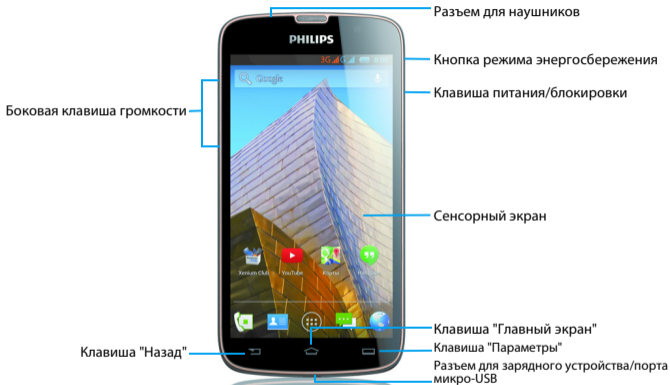 Разъем для наушников
PHILIPS
Кнопка режима энергосбережения
3G G
Google
Клавиша питания/блокировки
Боковая клавиша громкости
Сенсорный экран
Xenium Club YouTube
Клавиша "Главный экран"
Клавиша "Назад"
Клавиша "Параметры"
Разъем для зарядного устройства/порта
микро-USB